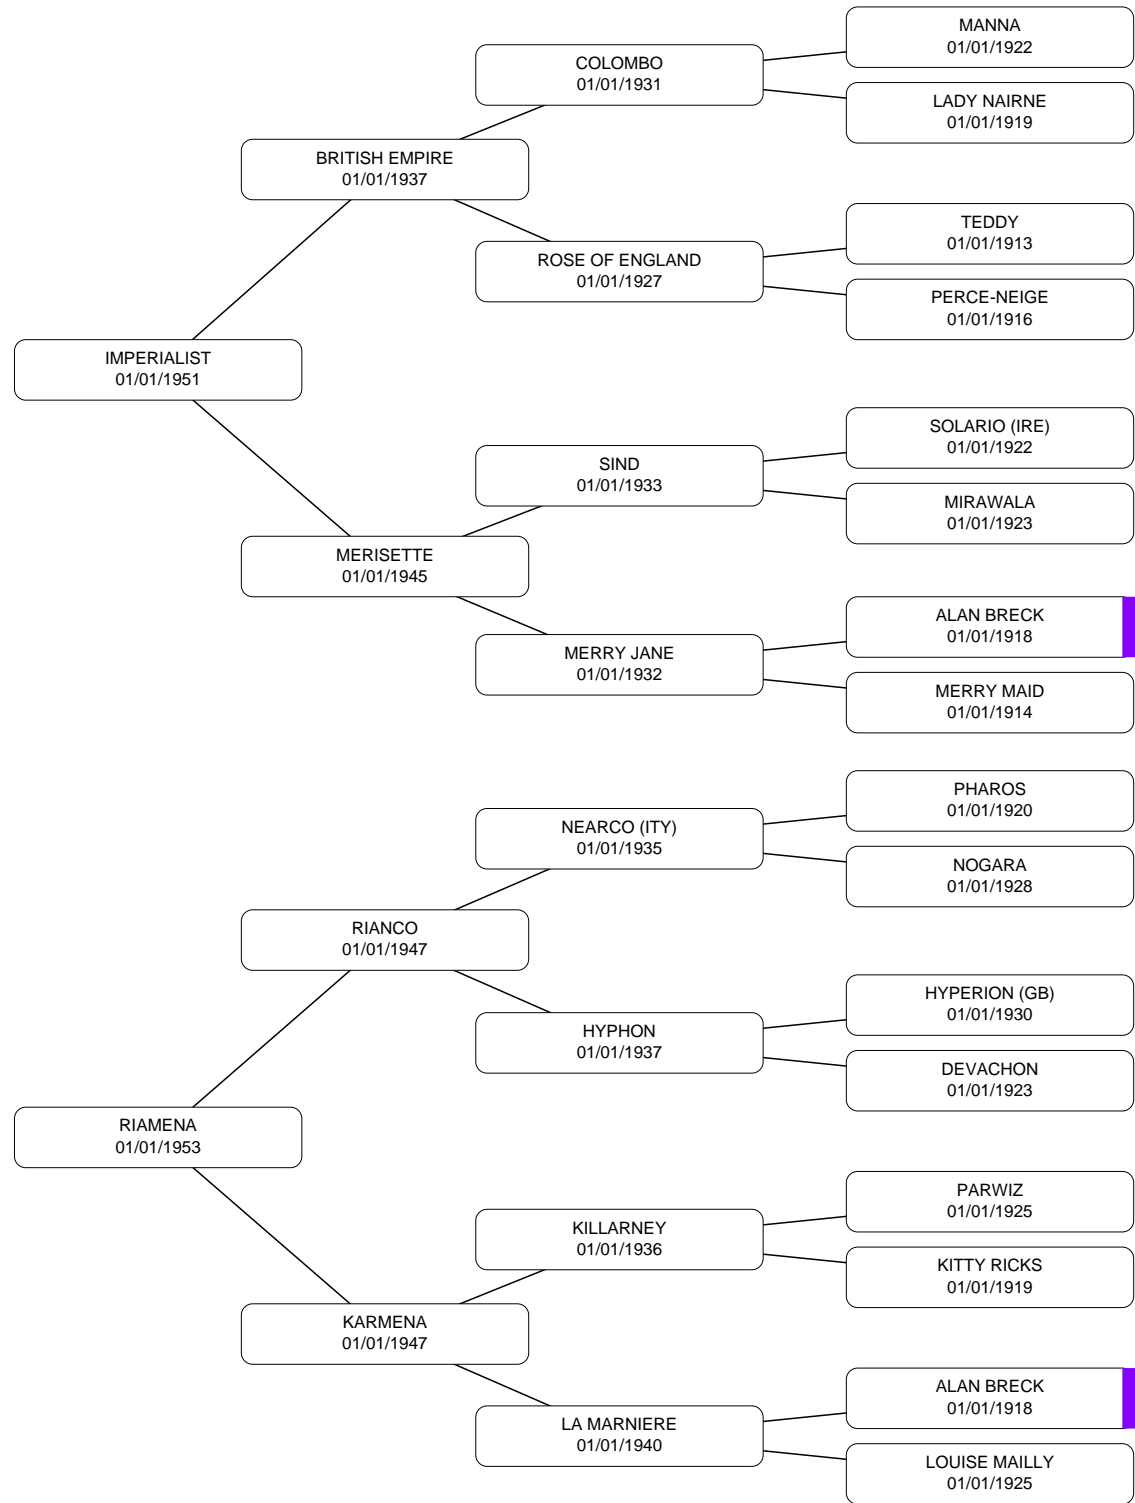 MANNA
01/01/1922
COLOMBO
01/01/1931
LADY NAIRNE
01/01/1919
BRITISH EMPIRE
01/01/1937
TEDDY
01/01/1913
ROSE OF ENGLAND
01/01/1927
PERCE-NEIGE
01/01/1916
IMPERIALIST
01/01/1951
SOLARIO (IRE)
01/01/1922
SIND
01/01/1933
MIRAWALA
01/01/1923
MERISETTE
01/01/1945
ALAN BRECK
01/01/1918
MERRY JANE
01/01/1932
MERRY MAID
01/01/1914
PHAROS
01/01/1920
NEARCO (ITY)
01/01/1935
NOGARA
01/01/1928
RIANCO
01/01/1947
HYPERION (GB)
01/01/1930
HYPHON
01/01/1937
DEVACHON
01/01/1923
RIAMENA
01/01/1953
PARWIZ
01/01/1925
KILLARNEY
01/01/1936
KITTY RICKS
01/01/1919
KARMENA
01/01/1947
ALAN BRECK
01/01/1918
LA MARNIERE
01/01/1940
LOUISE MAILLY
01/01/1925